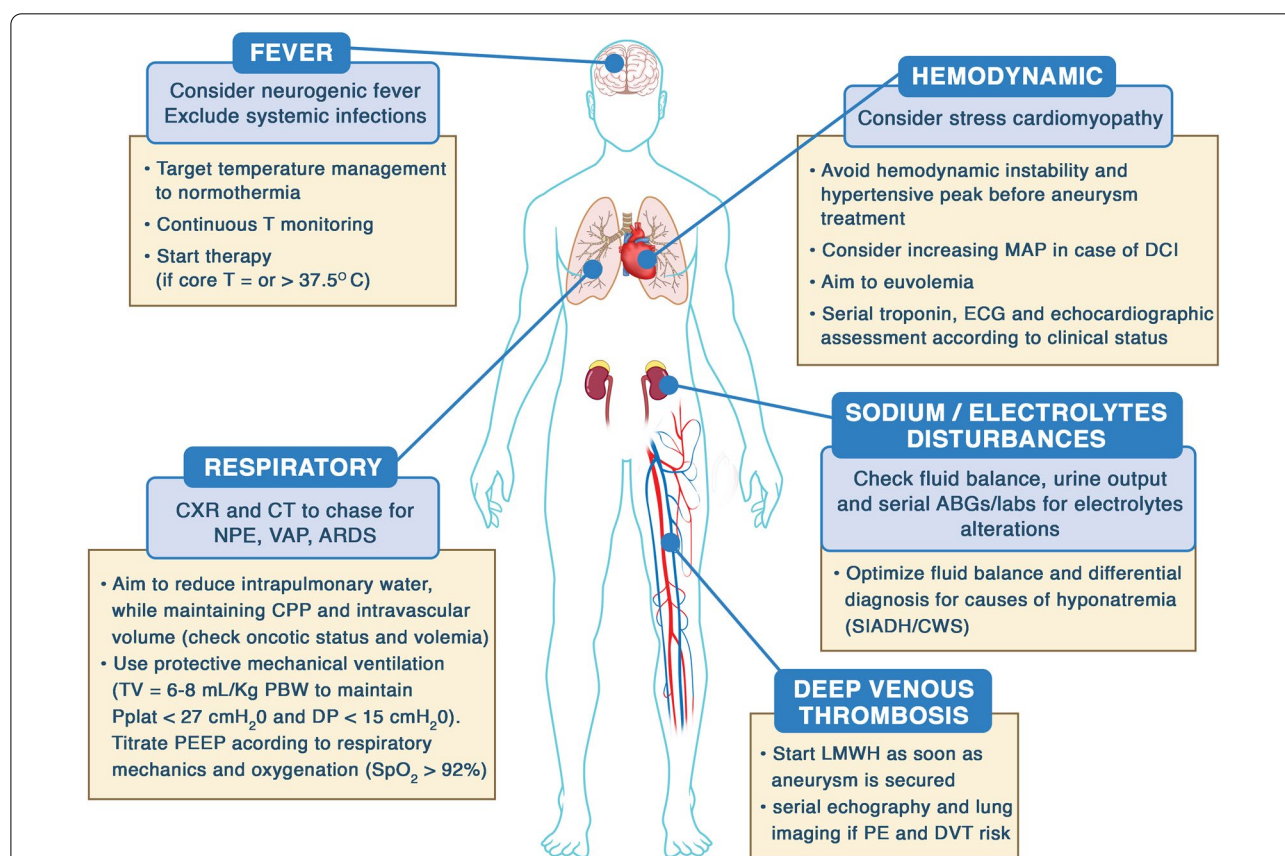 FEVER
Consider neurogenic fever
Exclude systemic infections
• Target temperature management
to normothermia
• Continuous T monitoring
• Start therapy
(if core T = or > 37.5º C)
HEMODYNAMIC
Consider stress cardiomyopathy
• Avoid hemodynamic instability and
hypertensive peak before aneurysm
treatment
• Consider increasing MAP in case of DCI
• Aim to euvolemia
• Serial troponin, ECG and echocardiographic
assessment according to clinical status
RESPIRATORY
CXR and CT to chase for
NPE, VAP, ARDS
• Aim to reduce intrapulmonary water,
while maintaining CPP and intravascular
volume (check oncotic status and volemia)
• Use protective mechanical ventilation
(TV = 6-8 mL/Kg PBW to maintain
Pplat < 27 cmH₂0 and DP < 15 cmH₂0).
Titrate PEEP acording to respiratory
mechanics and oxygenation (SpO₂ > 92%)
SODIUM / ELECTROLYTES
DISTURBANCES
Check fluid balance, urine output
and serial ABGs/labs for electrolytes
alterations
• Optimize fluid balance and differential
diagnosis for causes of hyponatremia
(SIADH/CWS)
DEEP VENOUS
THROMBOSIS
• Start LMWH as soon as
aneurysm is secured
• serial echography and lung
imaging if PE and DVT risk